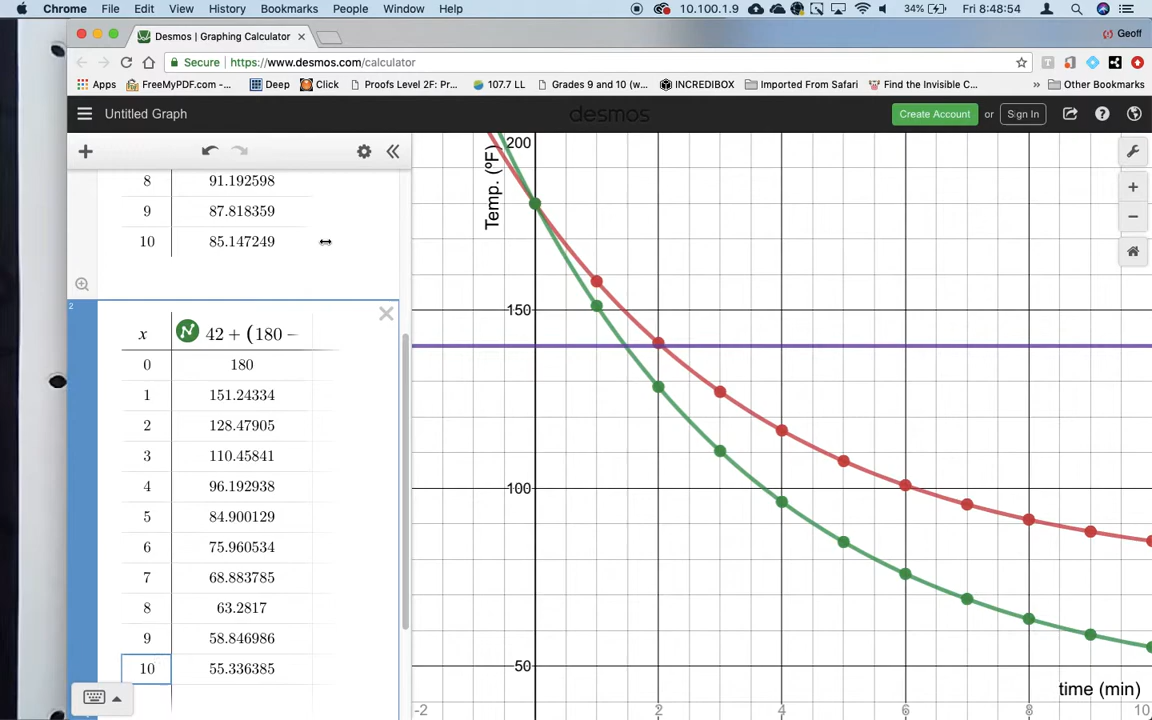 Chrome File Edit View History Bookmarks People Window Help 10.100.1.9 34% Fri 8:48:54
Desmos | Graphing Calculator
Geoff
Secure https://www.desmos.com/calculator
Apps FreeMyPDF.com -... Deep Click Proofs Level 2F: Pr... 107.7 LL Grades 9 and 10 (w... INCREDIBOX Imported From Safari Find the Invisible C... » Other Bookmarks
Untitled Graph desmos Create Account or Sign In
8 91.192598
9 87.818359
10 85.147249
2
x 42 + (180 −
0 180
1 151.24334
2 128.47905
3 110.45841
4 96.192938
5 84.900129
6 75.960534
7 68.883785
8 63.2817
9 58.846986
10 55.336385
Temp. (ºF)
200
150
100
50
time (min)
-2 2 4 6 8 10